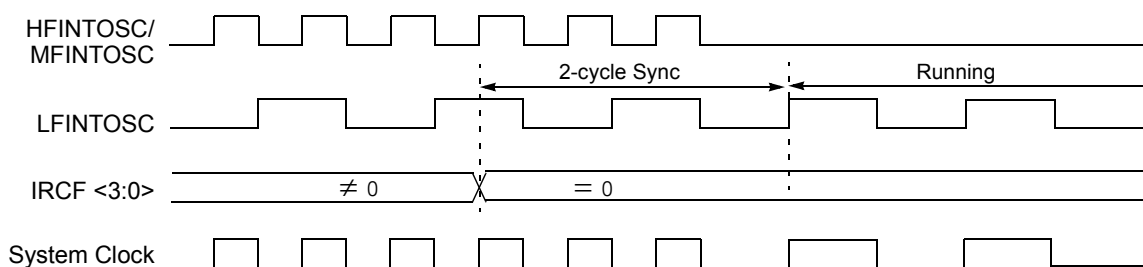 HFINTOSC/
MFINTOSC
2-cycle Sync
Running
LFINTOSC
IRCF <3:0>
≠ 0
= 0
System Clock